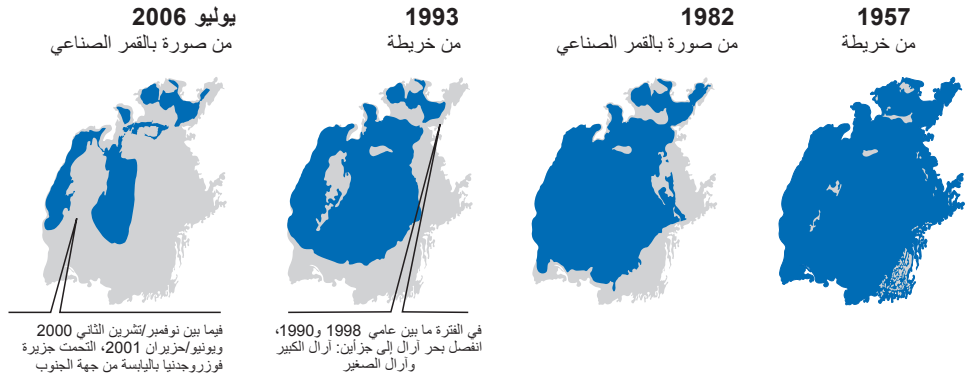 1957
من خريطة
1982
من صورة بالقمر الصناعي
1993
من خريطة
يوليو 2006
من صورة بالقمر الصناعي
في الفترة ما بين عامي 1998 و1990،
انفصل بحر آرال إلى جزأين: آرال الكبير
وآرال الصغير
فيما بين نوفمبر/تشرين الثاني 2000
ويونيو/حزيران 2001، التحمت جزيرة
فوزروجدنيا باليابسة من جهة الجنوب